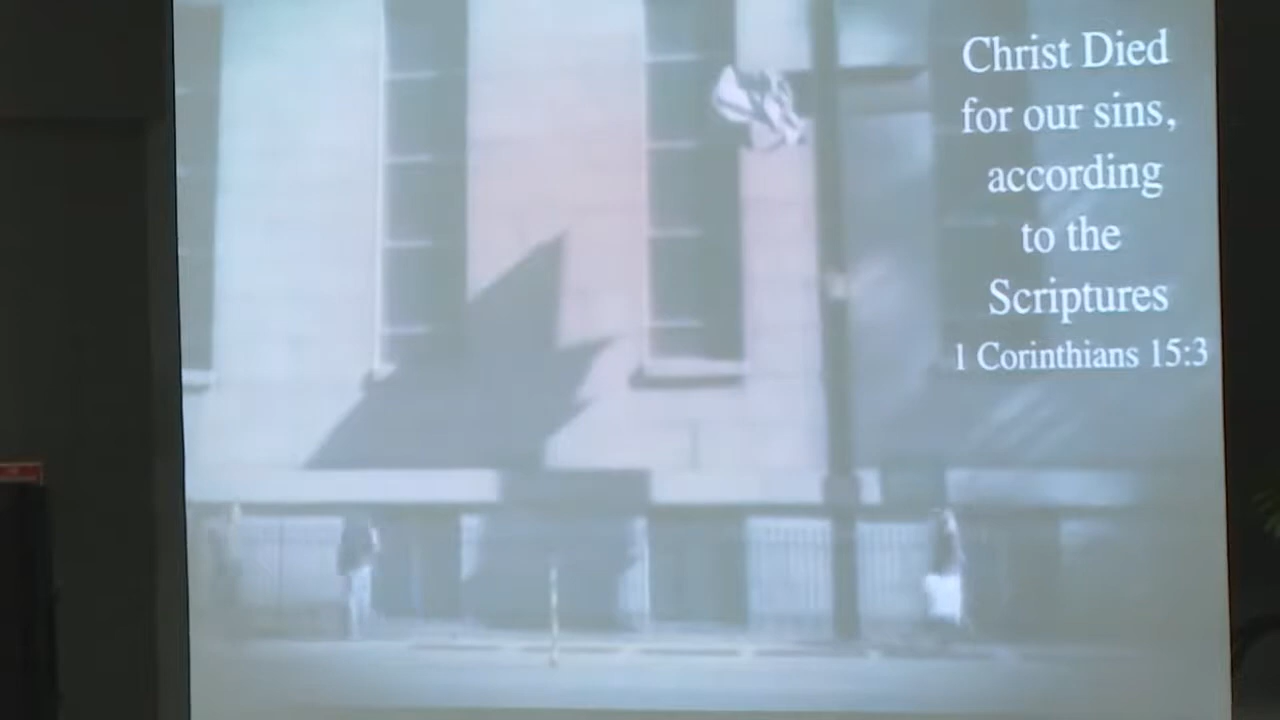 Christ Died
for our sins,
according
to the
Scriptures
1 Corinthians 15:3